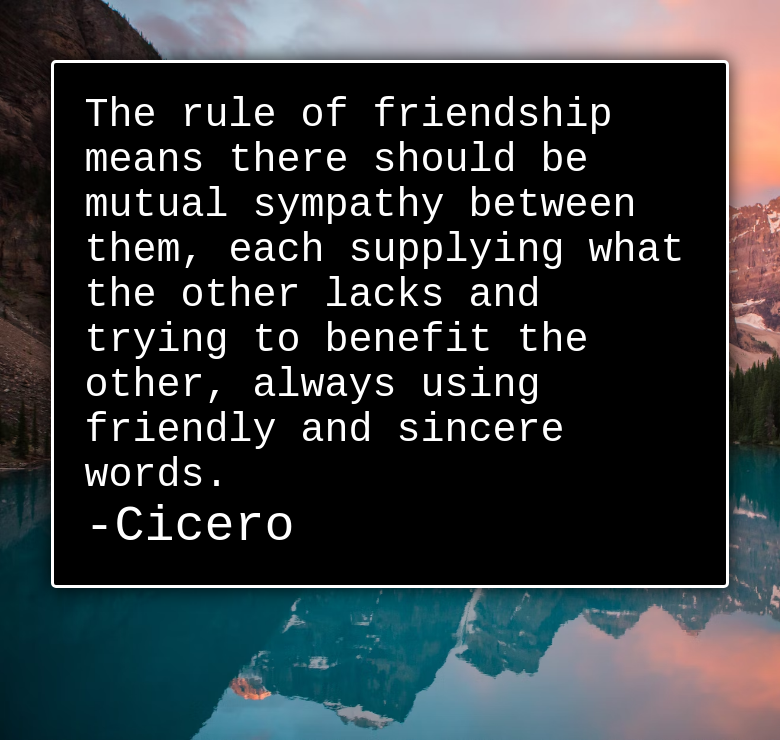 The rule of friendship
means there should be
mutual sympathy between
them, each supplying what
the other lacks and
trying to benefit the
other, always using
friendly and sincere
words.
-Cicero